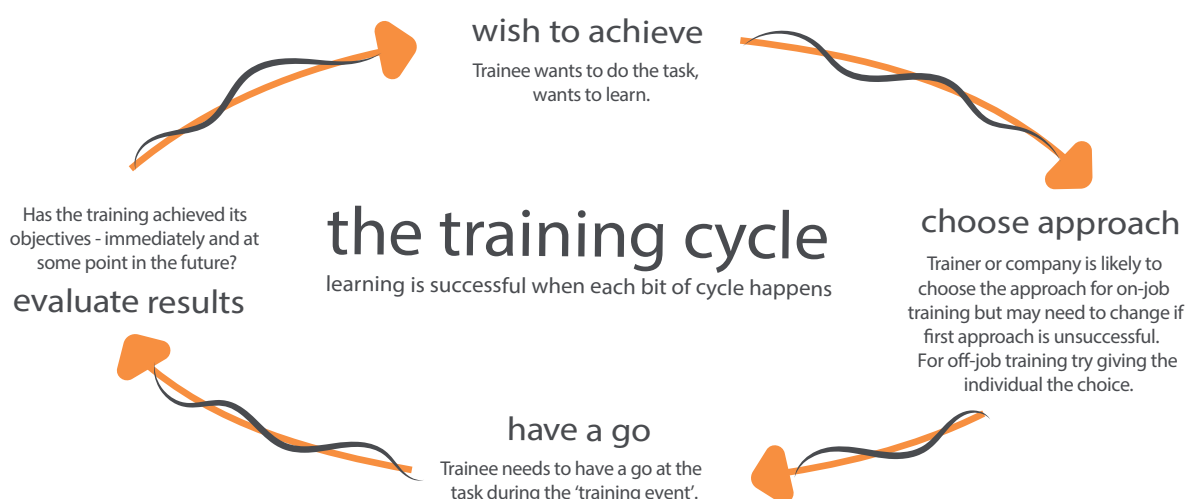 wish to achieve
Trainee wants to do the task,
wants to learn.
choose approach
Trainer or company is likely to
choose the approach for on-job
training but may need to change if
first approach is unsuccessful.
For off-job training try giving the
individual the choice.
the training cycle
learning is successful when each bit of cycle happens
have a go
Trainee needs to have a go at the
task during the ‘training event’.
Has the training achieved its
objectives - immediately and at
some point in the future?
evaluate results